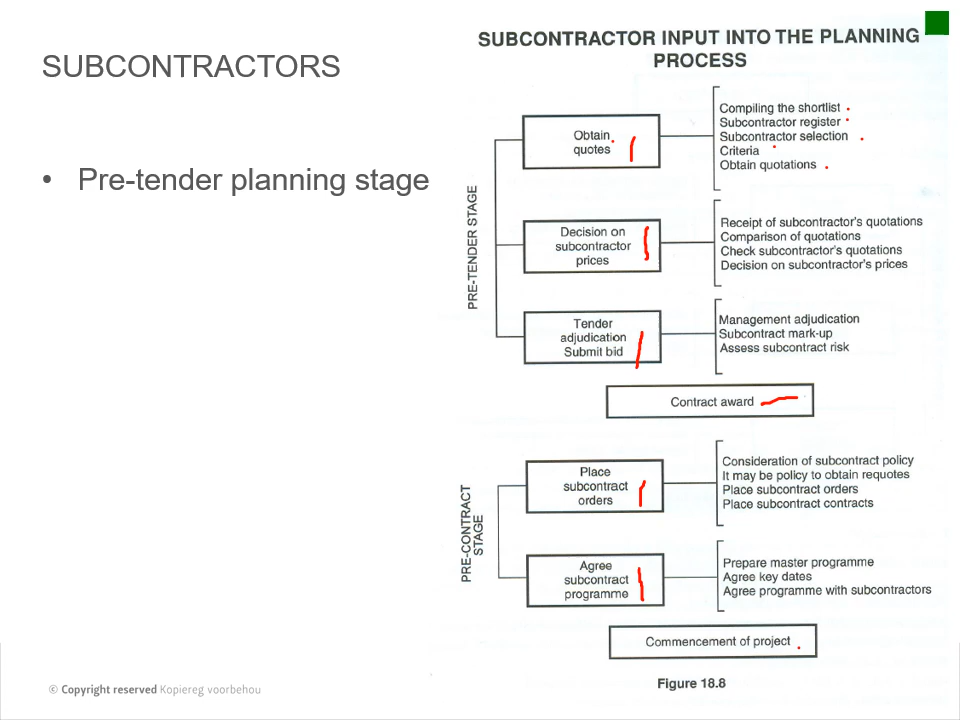 SUBCONTRACTORS
• Pre-tender planning stage
SUBCONTRACTOR INPUT INTO THE PLANNING
PROCESS
PRE-TENDER STAGE
Obtain
quotes
Compiling the shortlist
Subcontractor register
Subcontractor selection
Criteria
Obtain quotations
Decision on
subcontractor
prices
Receipt of subcontractor's quotations
Comparison of quotations
Check subcontractor's quotations
Decision on subcontractor's prices
Tender
adjudication
Submit bid
Management adjudication
Subcontract mark-up
Assess subcontract risk
Contract award
PRE-CONTRACT
STAGE
Place
subcontract
orders
Consideration of subcontract policy
It may be policy to obtain requotes
Place subcontract orders
Place subcontract contracts
Agree
subcontract
programme
Prepare master programme
Agree key dates
Agree programme with subcontractors
Commencement of project
Figure 18.8
© Copyright reserved Kopiereg voorbehou